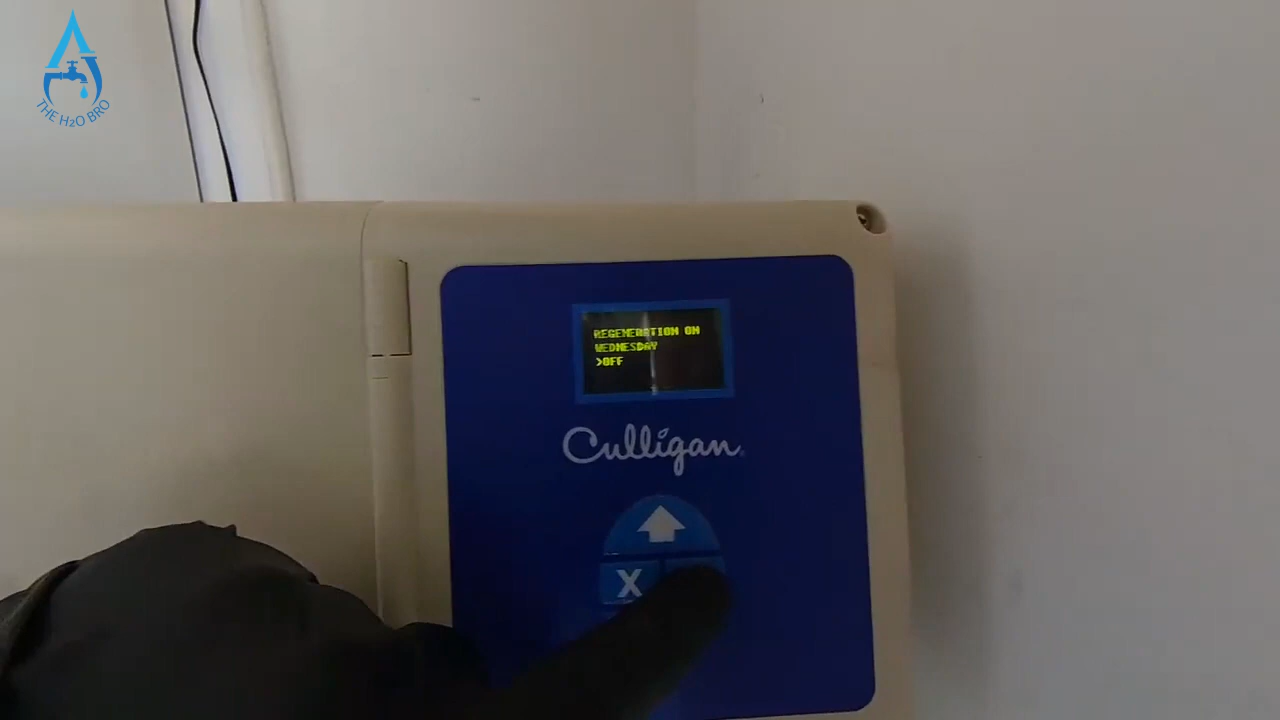 THE H₂O BRO
REGENERATION ON
WEDNESDAY
>OFF
Culligan
X